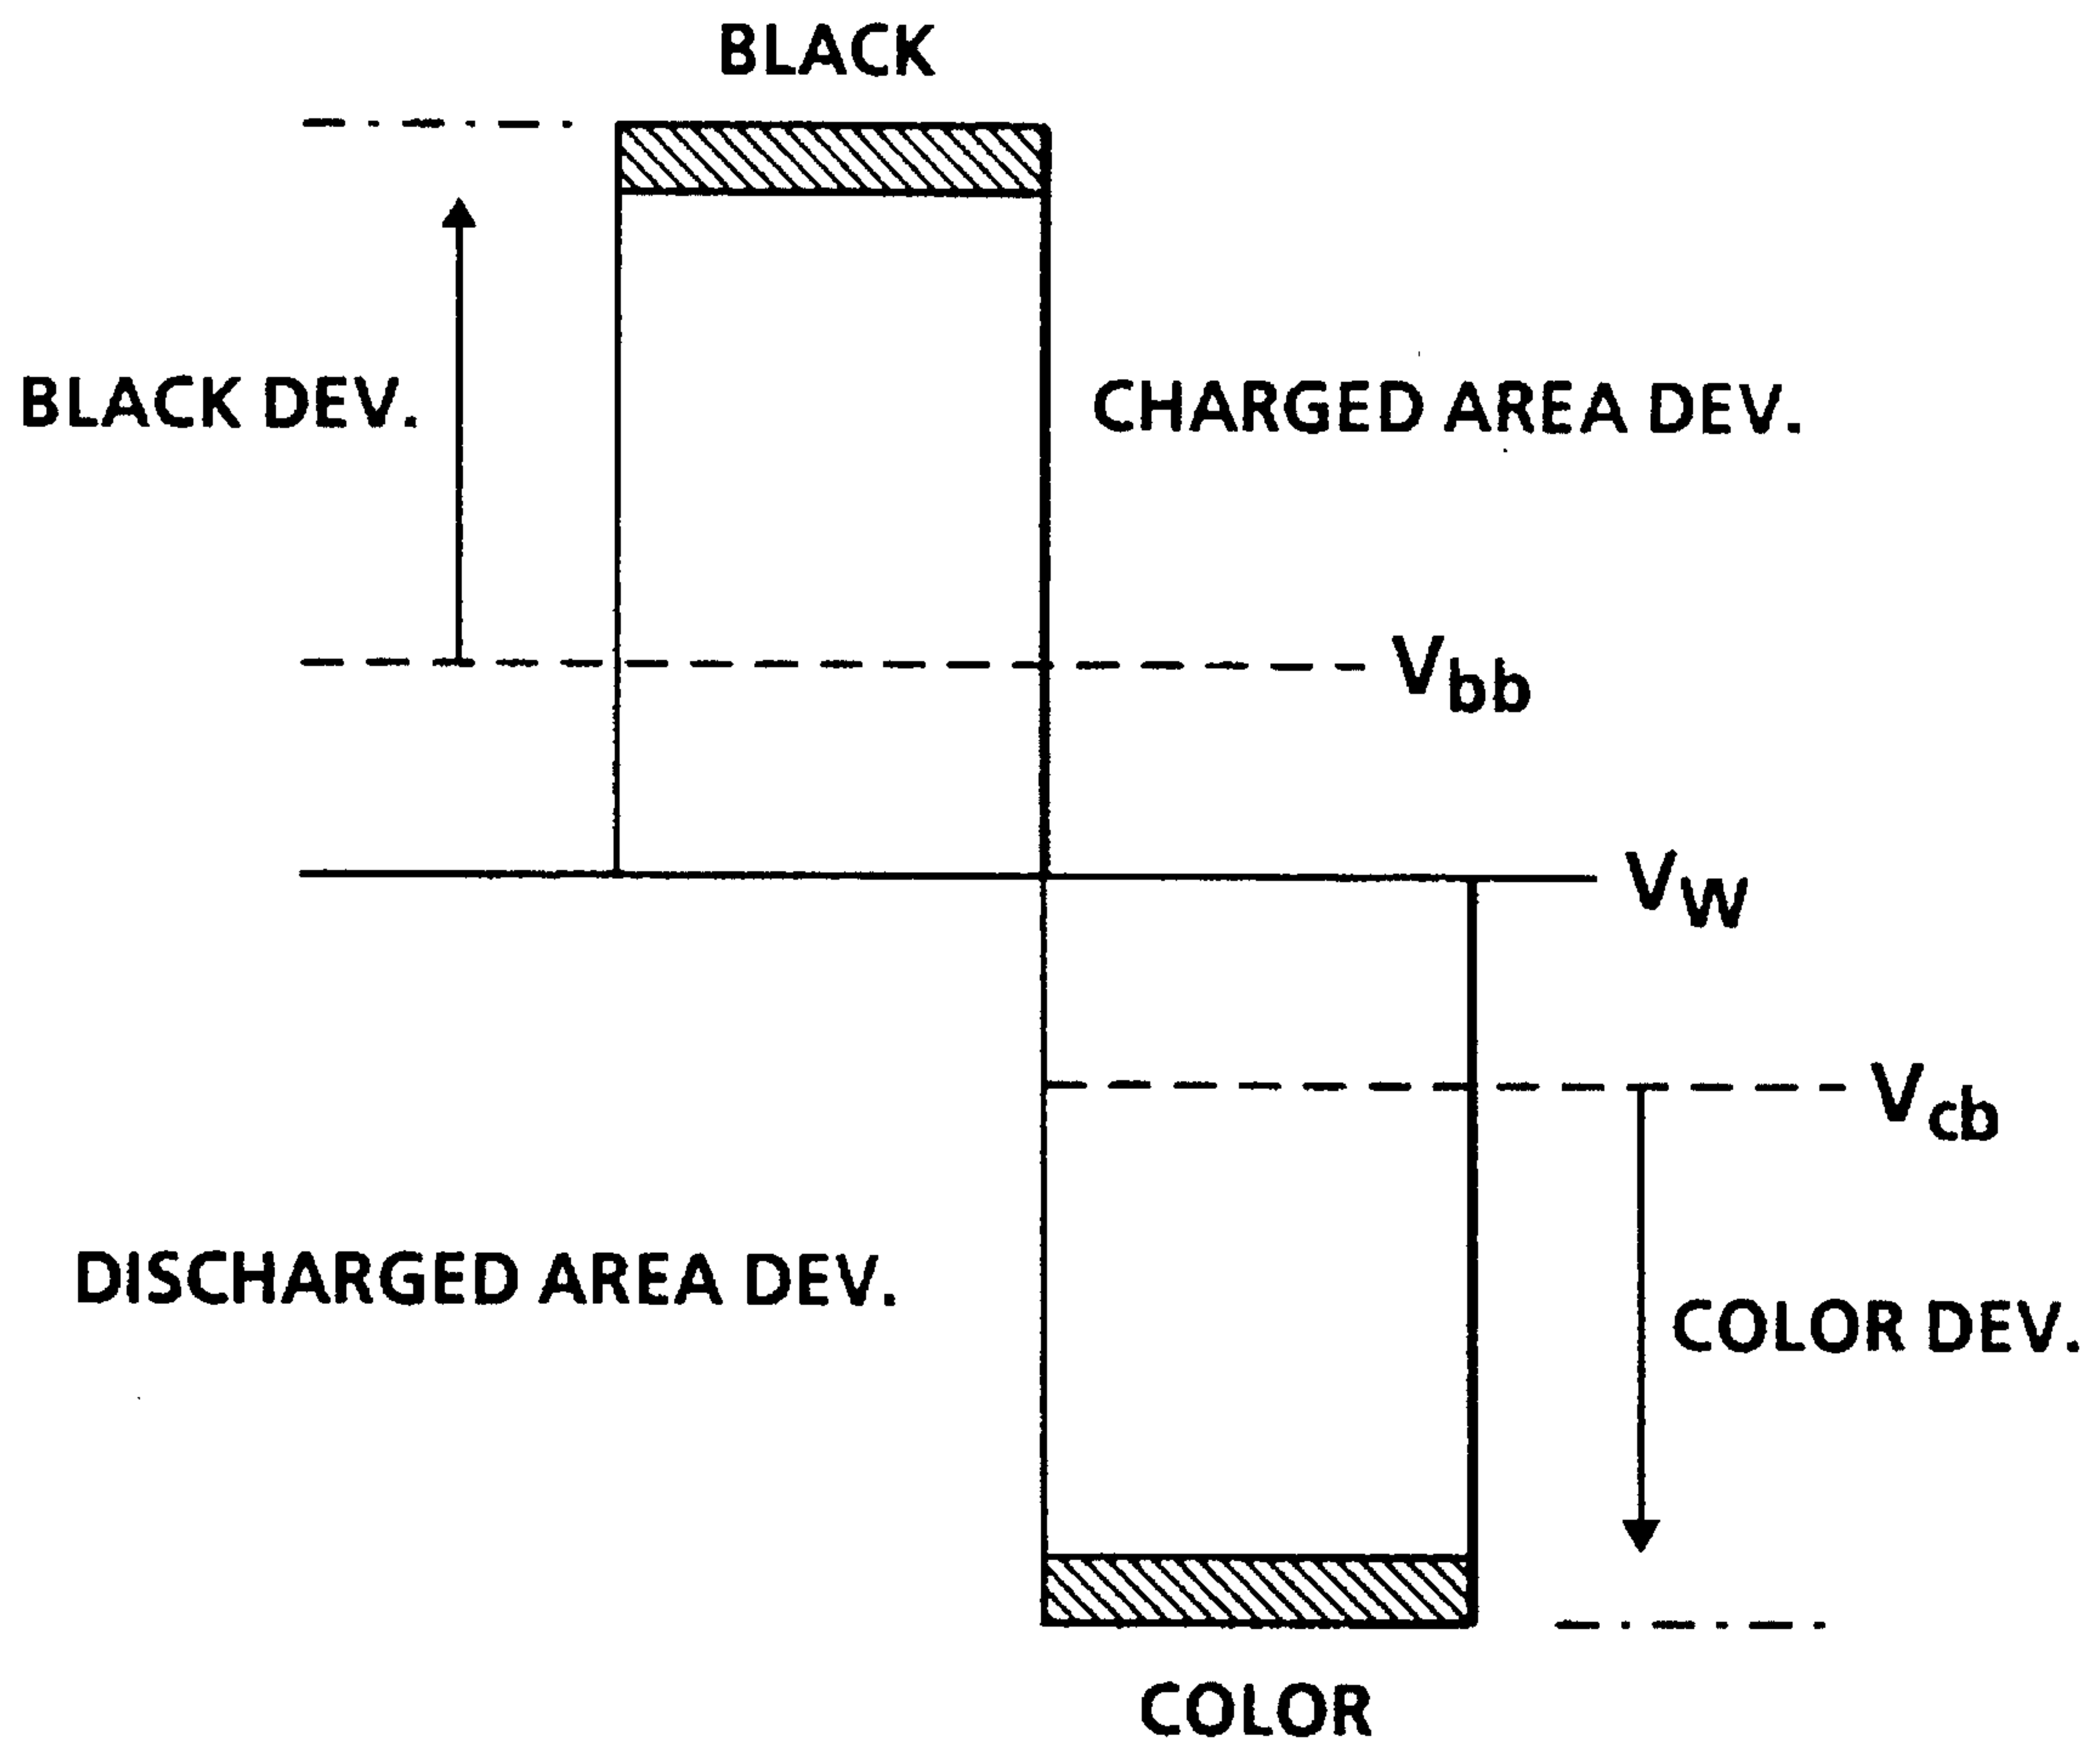 BLACK
BLACK DEV.
CHARGED AREA DEV.
Vbb
VW
Vcb
DISCHARGED AREA DEV.
COLOR DEV.
COLOR